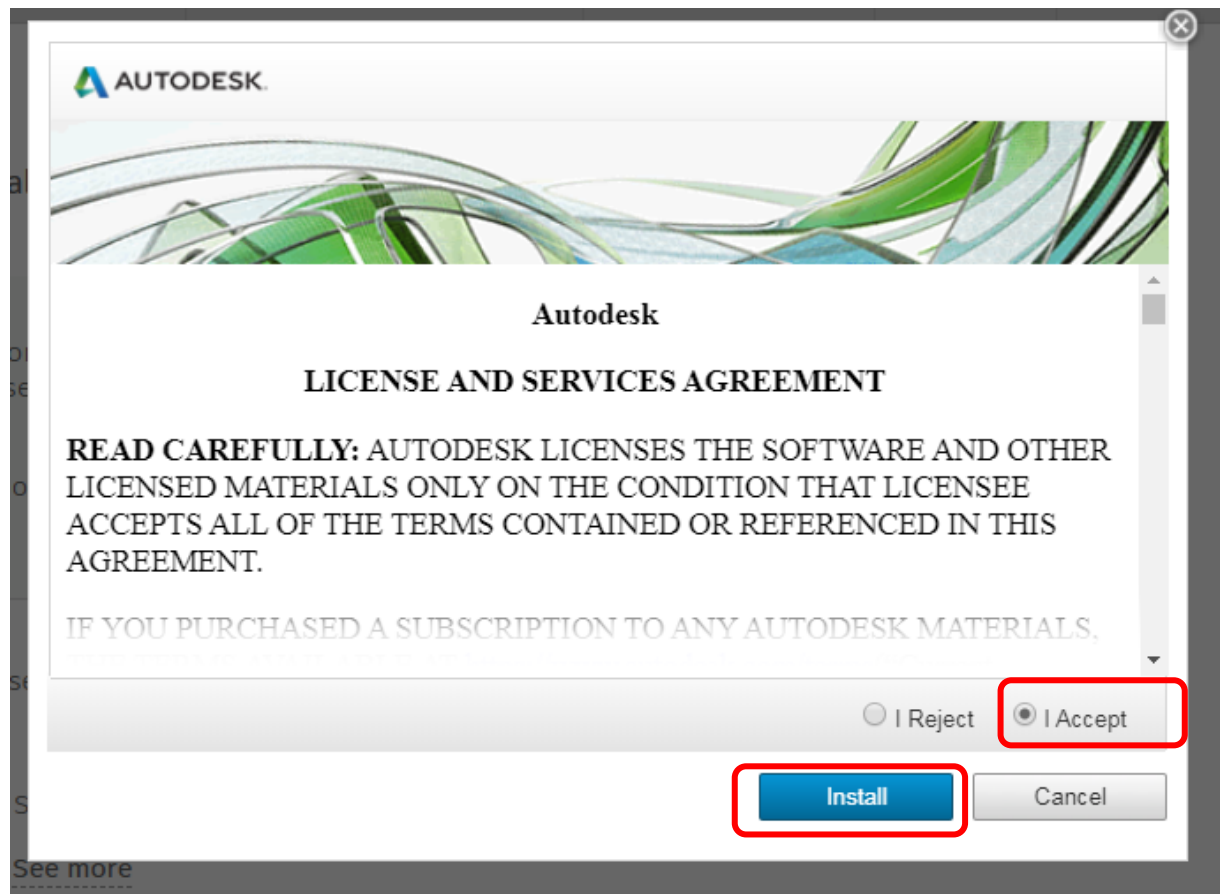 AUTODESK.
Autodesk
LICENSE AND SERVICES AGREEMENT
READ CAREFULLY: AUTODESK LICENSES THE SOFTWARE AND OTHER
LICENSED MATERIALS ONLY ON THE CONDITION THAT LICENSEE
ACCEPTS ALL OF THE TERMS CONTAINED OR REFERENCED IN THIS
AGREEMENT.
IF YOU PURCHASED A SUBSCRIPTION TO ANY AUTODESK MATERIALS,
I Reject
I Accept
Install
Cancel
See more